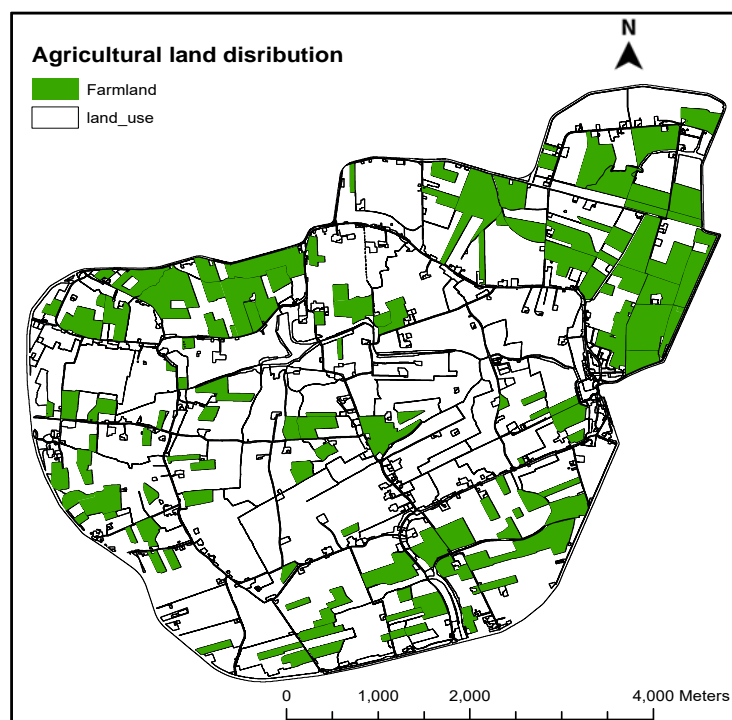 N
Agricultural land disribution
Farmland
land_use
0 1,000 2,000 4,000 Meters